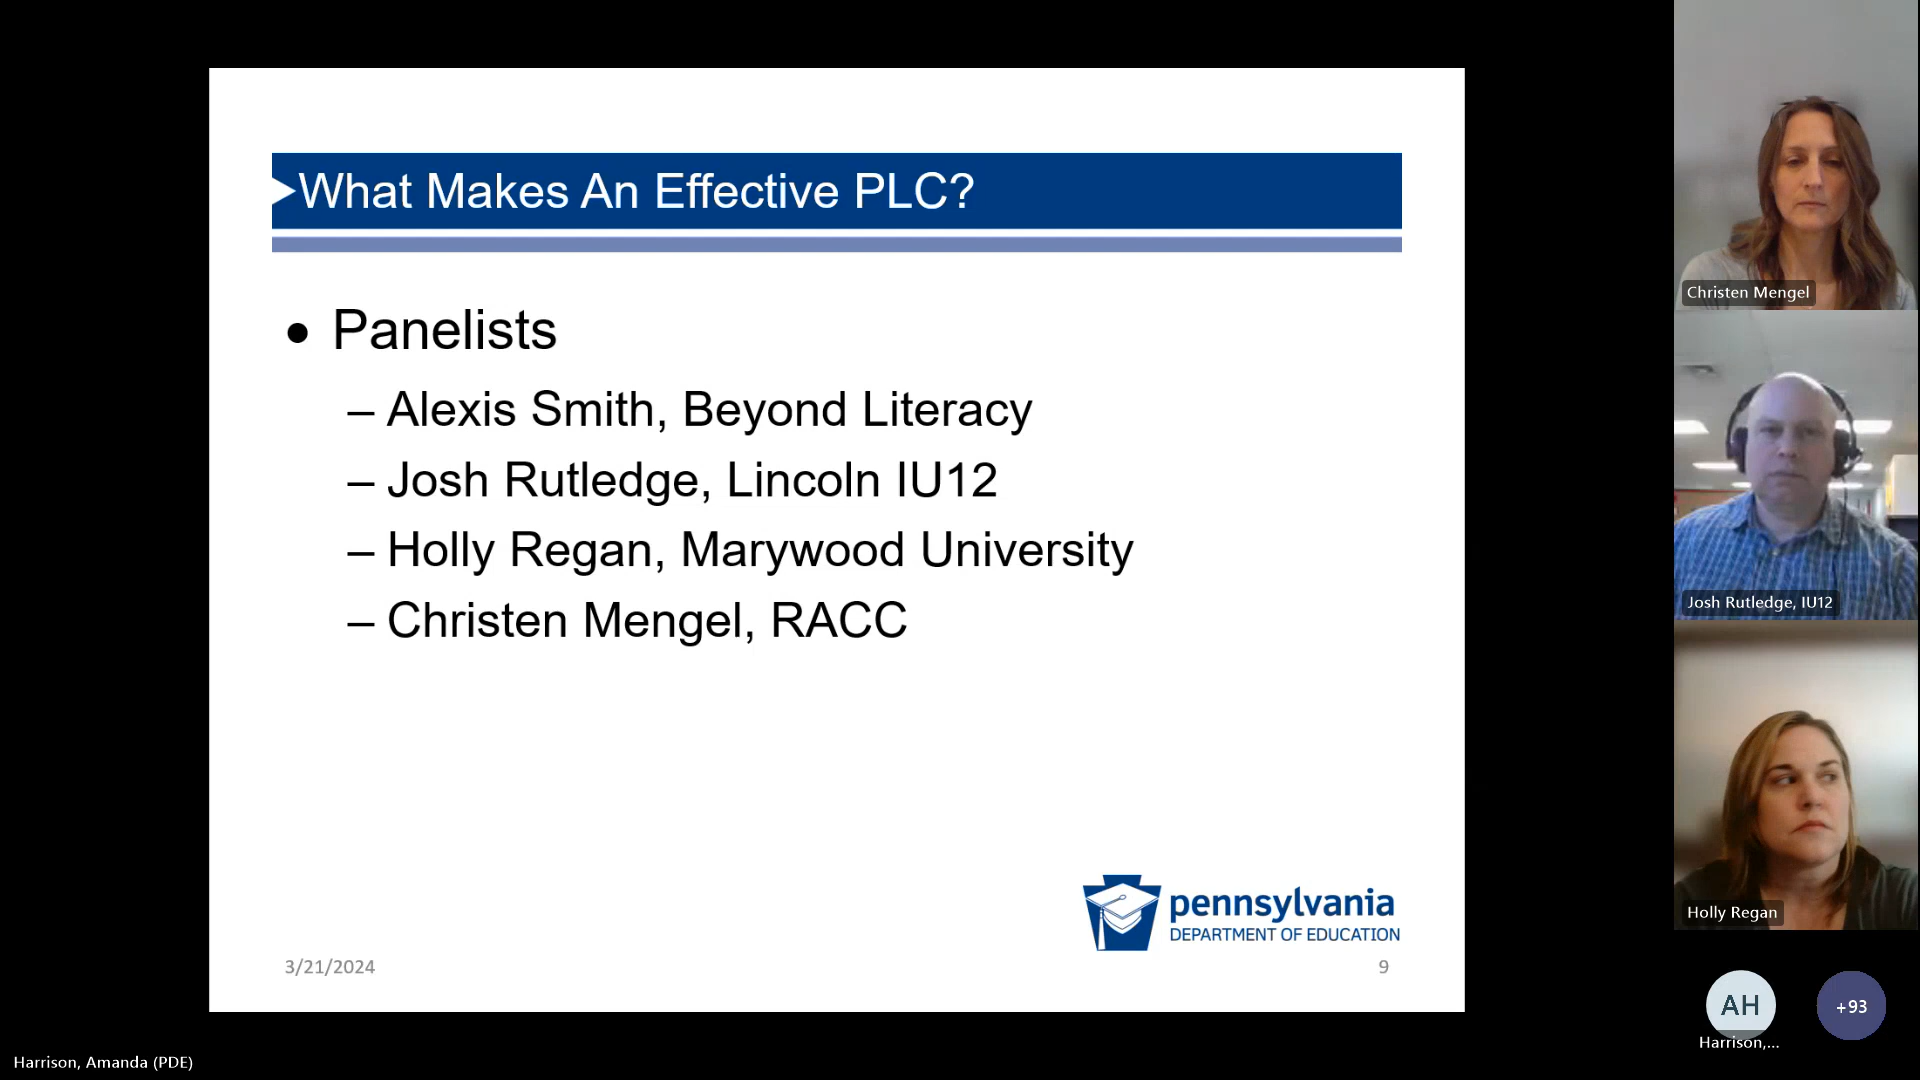 What Makes An Effective PLC?
• Panelists
– Alexis Smith, Beyond Literacy
– Josh Rutledge, Lincoln IU12
– Holly Regan, Marywood University
– Christen Mengel, RACC
pennsylvania
DEPARTMENT OF EDUCATION
3/21/2024
9
Christen Mengel
Josh Rutledge, IU12
Holly Regan
AH
+93
Harrison,...
Harrison, Amanda (PDE)